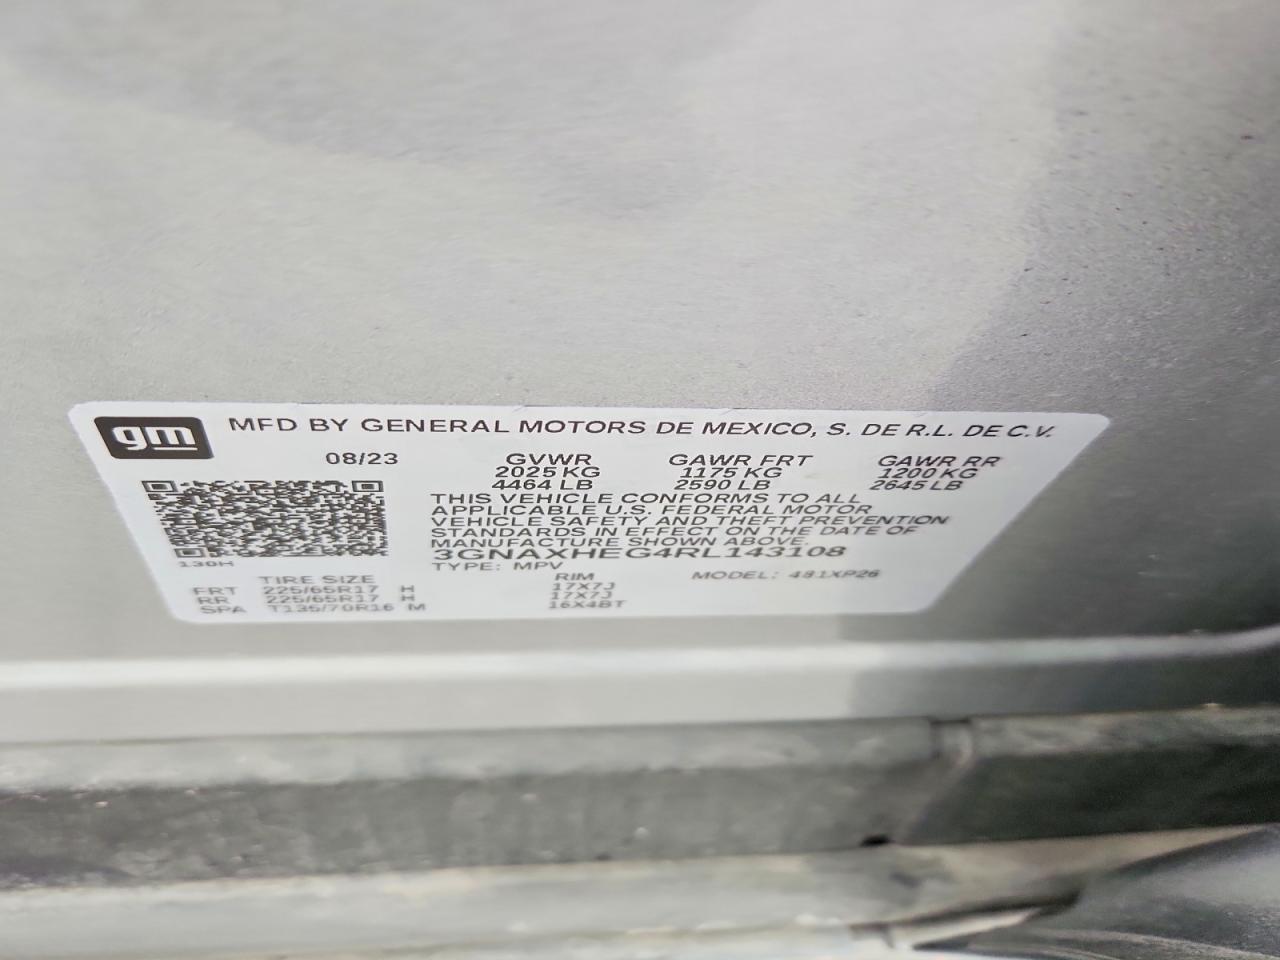 gm MFD BY GENERAL MOTORS DE MEXICO, S. DE R.L. DE C.V.
08/23 GVWR GAWR FRT GAWR RR
2025 KG 1175 KG 1200 KG
4464 LB 2590 LB 2645 LB
THIS VEHICLE CONFORMS TO ALL
APPLICABLE U.S. FEDERAL MOTOR
VEHICLE SAFETY AND THEFT PREVENTION
STANDARDS IN EFFECT ON THE DATE OF
MANUFACTURE SHOWN ABOVE.
3GNAXHEG4RL143108
130H
TYPE: MPV MODEL: 481XP26
TIRE SIZE RIM
FRT 225/65R17 H 17X7J
RR 225/65R17 H 17X7J
SPA T135/70R16 M 16X4BT